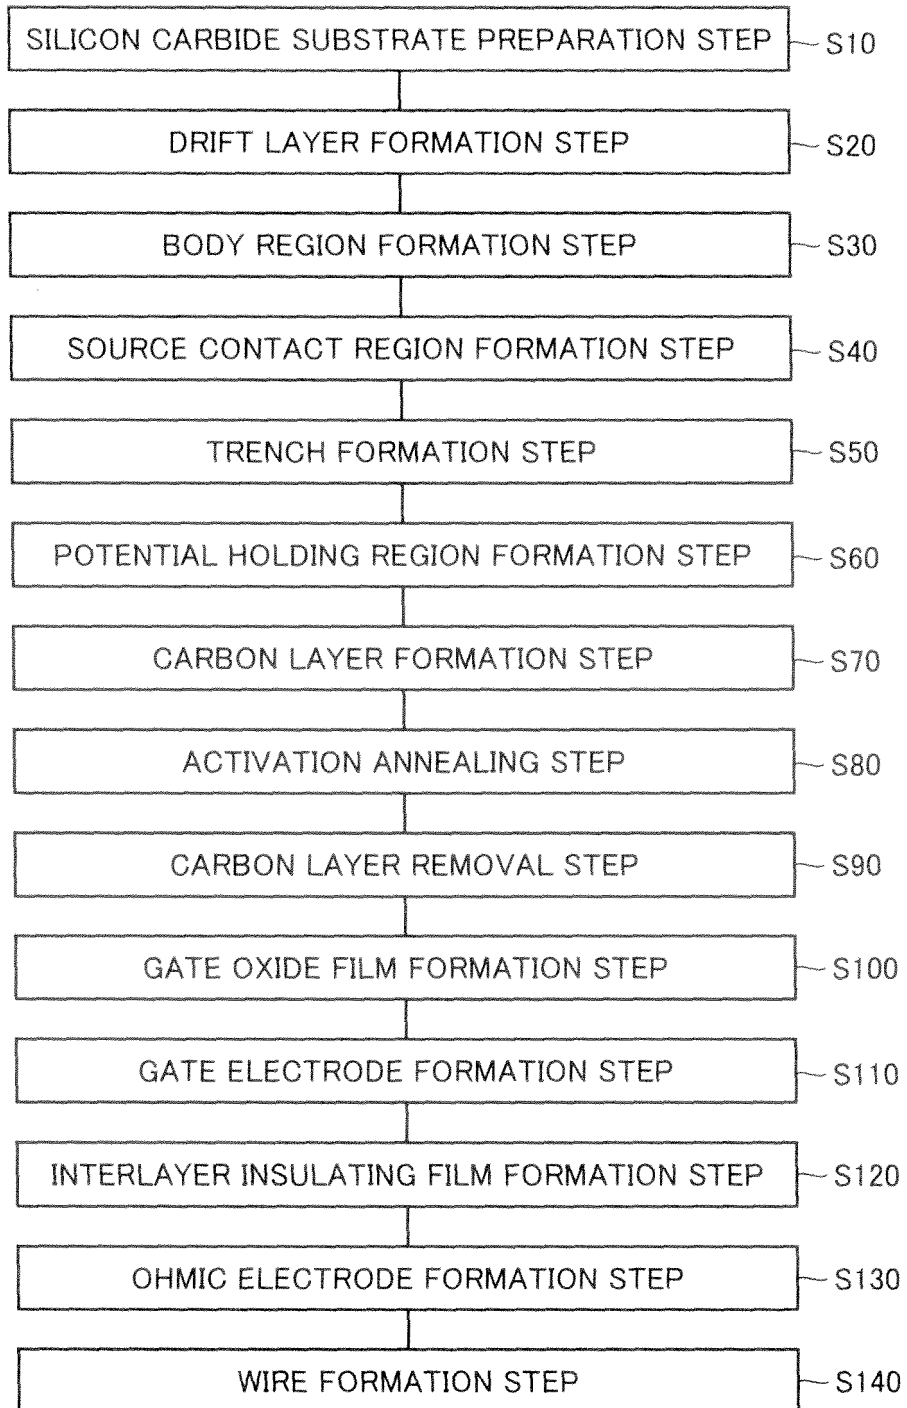 SILICON CARBIDE SUBSTRATE PREPARATION STEP S10
DRIFT LAYER FORMATION STEP S20
BODY REGION FORMATION STEP S30
SOURCE CONTACT REGION FORMATION STEP S40
TRENCH FORMATION STEP S50
POTENTIAL HOLDING REGION FORMATION STEP S60
CARBON LAYER FORMATION STEP S70
ACTIVATION ANNEALING STEP S80
CARBON LAYER REMOVAL STEP S90
GATE OXIDE FILM FORMATION STEP S100
GATE ELECTRODE FORMATION STEP S110
INTERLAYER INSULATING FILM FORMATION STEP S120
OHMIC ELECTRODE FORMATION STEP S130
WIRE FORMATION STEP S140